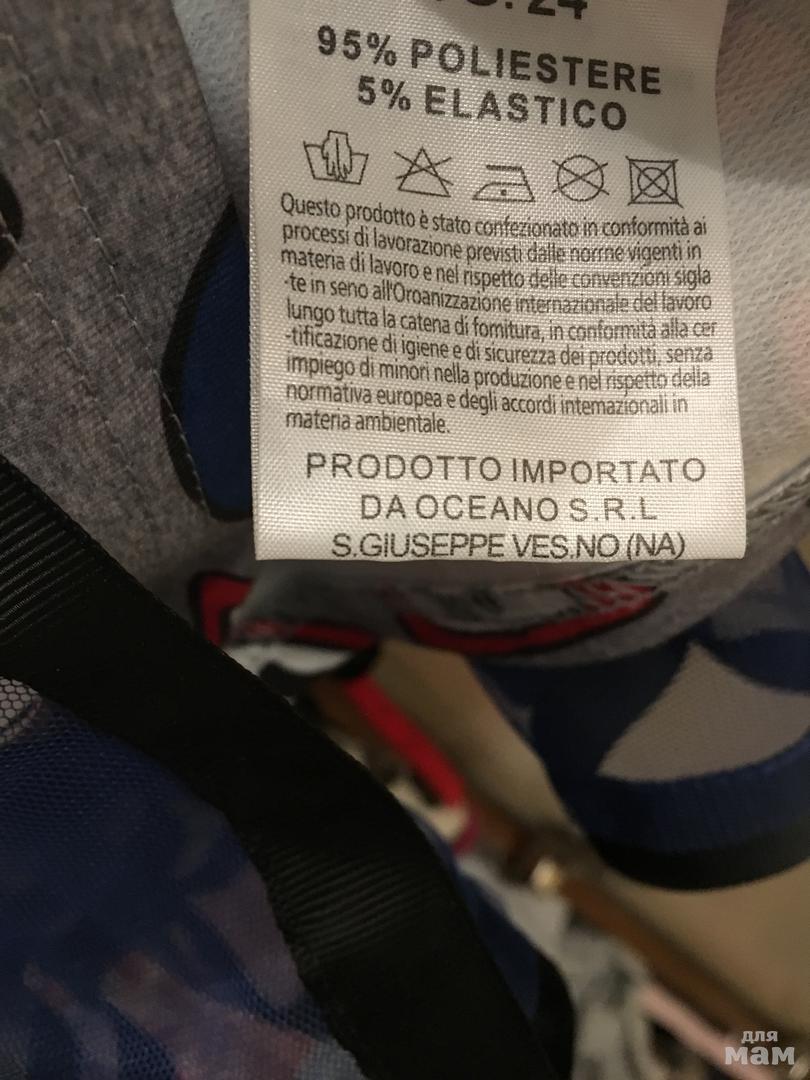 24
95% POLIESTERE
5% ELASTICO
Questo prodotto è stato confezionato in conformità ai
processi di lavorazione previsti dalle norme vigenti in
materia di lavoro e nel rispetto delle convenzioni sigla
-te in seno all'Oroanizzazione internazionale del lavoro
lungo tutta la catena di fornitura, in conformità alla cer
-tificazione di igiene e di sicurezza dei prodotti, senza
impiego di minori nella produzione e nel rispetto della
normativa europea e degli accordi internazionali in
materia ambientale.
PRODOTTO IMPORTATO
DA OCEANO S.R.L
S.GIUSEPPE VES.NO (NA)
для
мам